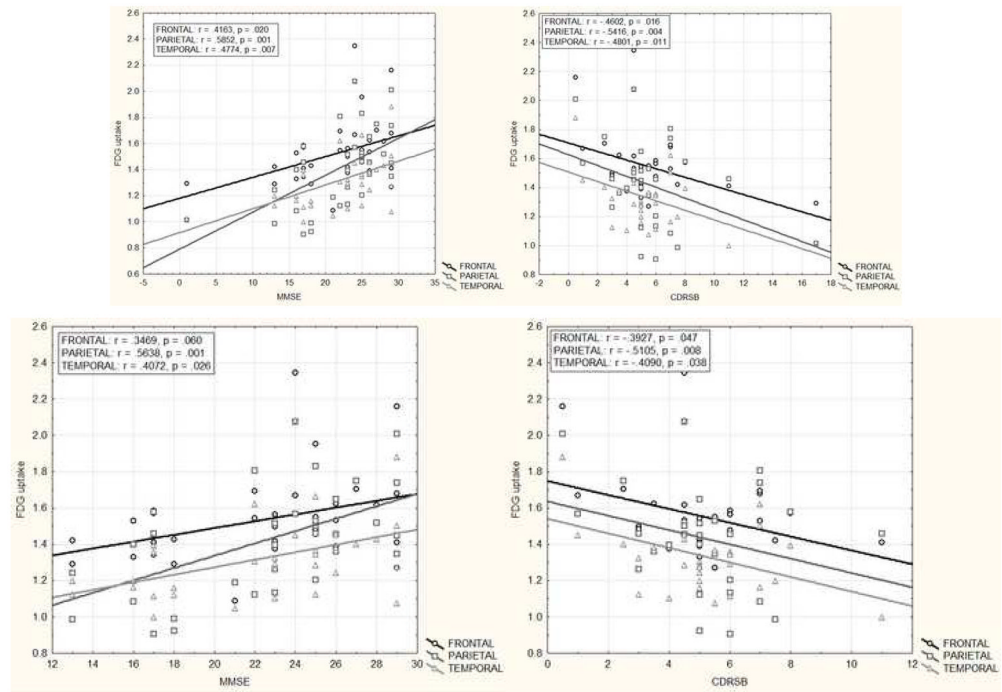 FRONTAL: r = .4163, p = .020
PARIETAL: r = .5852, p = .001
TEMPORAL: r = .4774, p = .007
2.6
2.4
2.2
2.0
1.8
1.6
1.4
1.2
1.0
0.8
0.6
FDG uptake
-5 0 5 10 15 20 25 30 35
MMSE
FRONTAL
PARIETAL
TEMPORAL
FRONTAL: r = -.4602, p = .016
PARIETAL: r = -.5416, p = .004
TEMPORAL: r = -.4801, p = .011
2.6
2.4
2.2
2.0
1.8
1.6
1.4
1.2
1.0
0.8
FDG uptake
-2 0 2 4 6 8 10 12 14 16 18
CDRSB
FRONTAL
PARIETAL
TEMPORAL
FRONTAL: r = .3469, p = .060
PARIETAL: r = .5638, p = .001
TEMPORAL: r = .4072, p = .026
2.6
2.4
2.2
2.0
1.8
1.6
1.4
1.2
1.0
0.8
FDG uptake
12 14 16 18 20 22 24 26 28 30
MMSE
FRONTAL
PARIETAL
TEMPORAL
FRONTAL: r = -.3927, p = .047
PARIETAL: r = -.5105, p = .008
TEMPORAL: r = -.4090, p = .038
2.6
2.4
2.2
2.0
1.8
1.6
1.4
1.2
1.0
0.8
FDG uptake
0 2 4 6 8 10 12
CDRSB
FRONTAL
PARIETAL
TEMPORAL